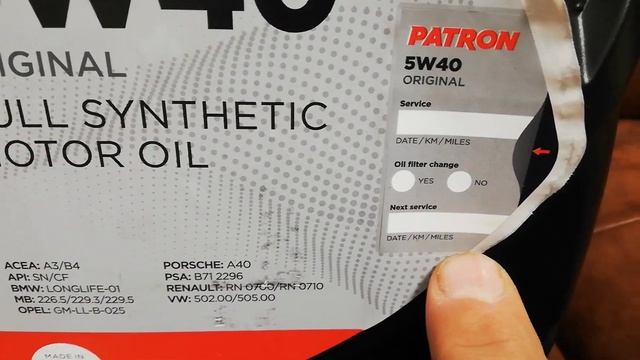 5W40
IGINAL
ULL SYNTHETIC
OTOR OIL
ACEA: A3/B4
API: SN/CF
BMW: LONGLIFE-01
MB: 226.5/229.3/229.5
OPEL: GM-LL-B-025
PORSCHE: A40
PSA: B71 2296
RENAULT: RN 0700/RN 0710
VW: 502.00/505.00
MADE IN
PATRON
5W40
ORIGINAL
Service
DATE/KM/MILES
Oil filter change
YES
NO
Next service
DATE/KM/MILES